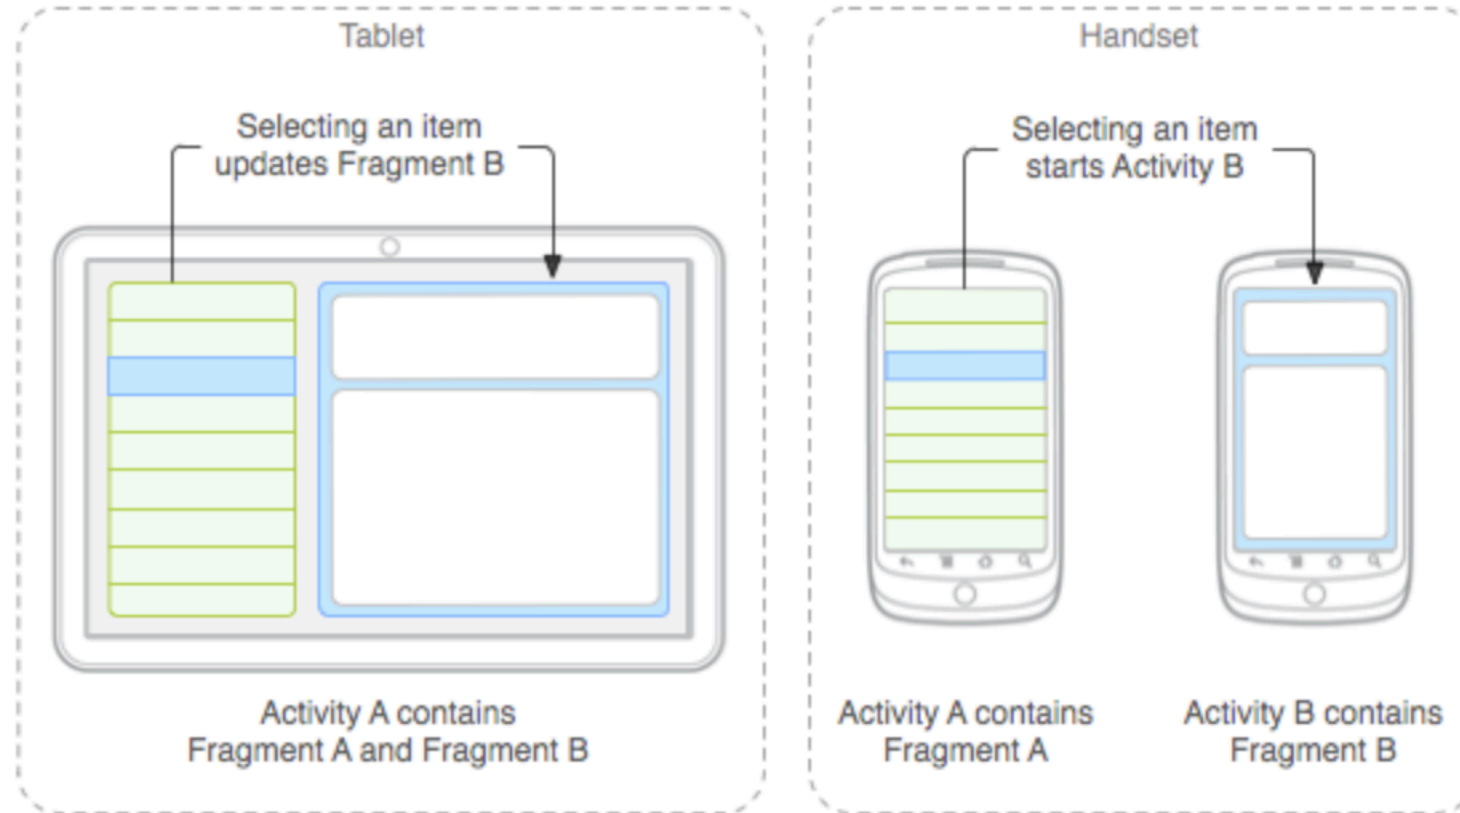 Tablet
Selecting an item
updates Fragment B
Activity A contains
Fragment A and Fragment B
Handset
Selecting an item
starts Activity B
Activity A contains
Fragment A
Activity B contains
Fragment B